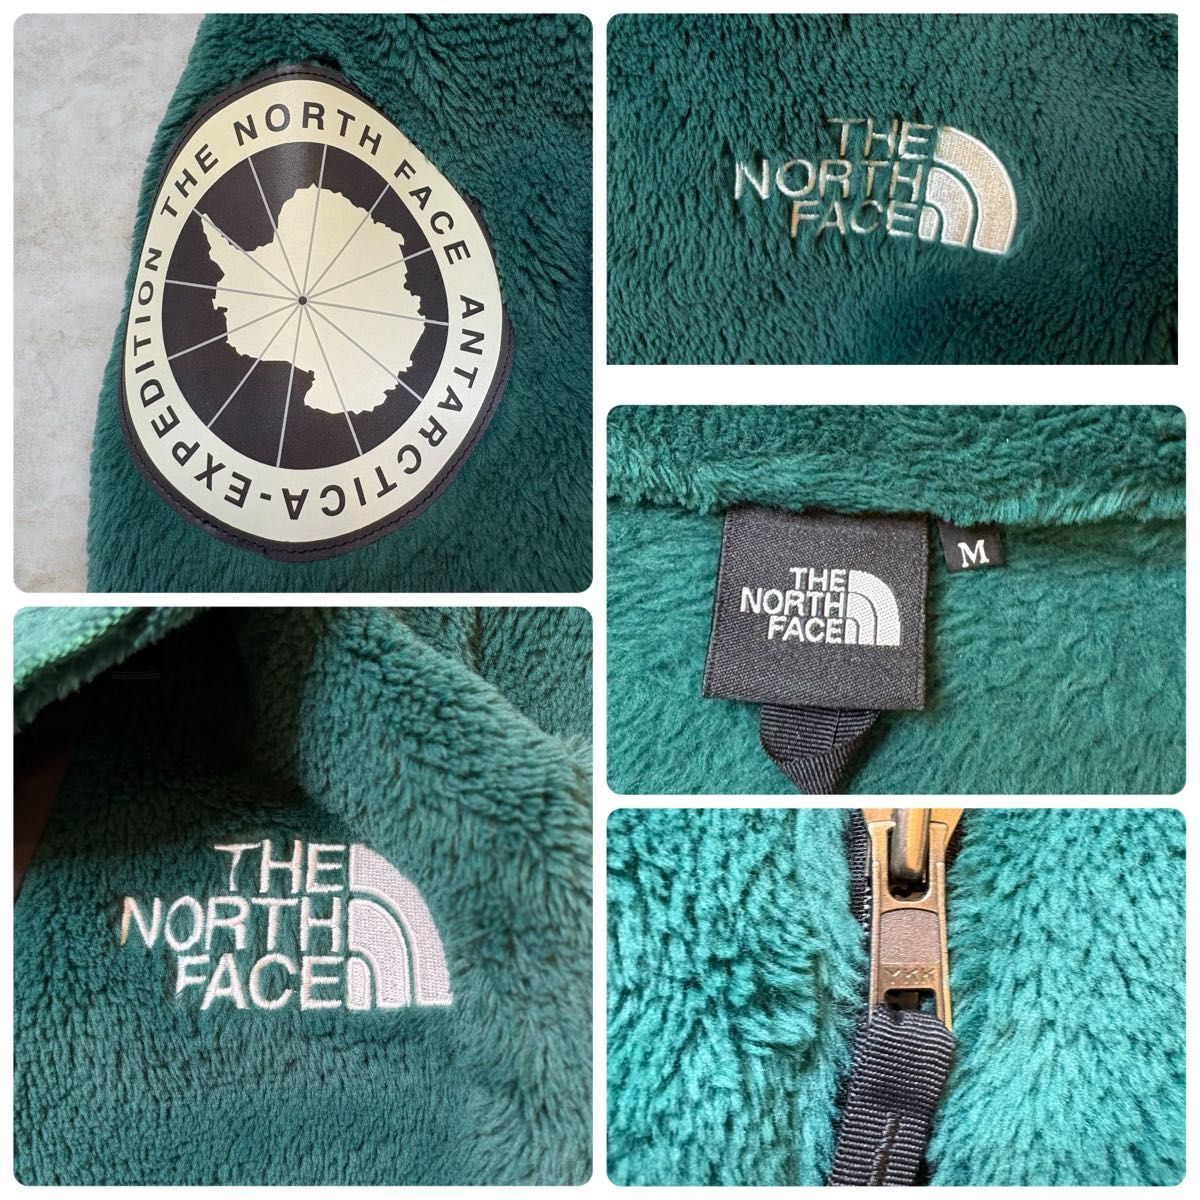 THE NORTH FACE ANTARCTICA-EXPEDITION
THE
NORTH
FACE
THE
NORTH
FACE
M
THE
NORTH
FACE
YKK